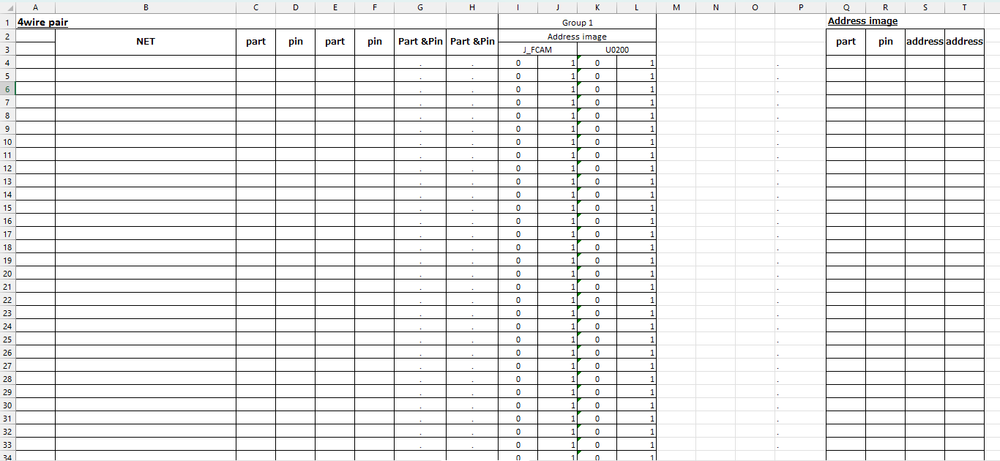 A B C D E F G H I J K L M N O P Q R S T
1 4wire pair Group 1 Address image
2 NET part pin part pin Part &Pin Part &Pin Address image part pin address address
3 J_FCAM U0200
4 . . 0 1 0 1 .
5 . . 0 1 0 1 .
6 . . 0 1 0 1 .
7 . . 0 1 0 1 .
8 . . 0 1 0 1 .
9 . . 0 1 0 1 .
10 . . 0 1 0 1 .
11 . . 0 1 0 1 .
12 . . 0 1 0 1 .
13 . . 0 1 0 1 .
14 . . 0 1 0 1 .
15 . . 0 1 0 1 .
16 . . 0 1 0 1 .
17 . . 0 1 0 1 .
18 . . 0 1 0 1 .
19 . . 0 1 0 1 .
20 . . 0 1 0 1 .
21 . . 0 1 0 1 .
22 . . 0 1 0 1 .
23 . . 0 1 0 1 .
24 . . 0 1 0 1 .
25 . . 0 1 0 1 .
26 . . 0 1 0 1 .
27 . . 0 1 0 1 .
28 . . 0 1 0 1 .
29 . . 0 1 0 1 .
30 . . 0 1 0 1 .
31 . . 0 1 0 1 .
32 . . 0 1 0 1 .
33 . . 0 1 0 1 .
34 0 1 0 1